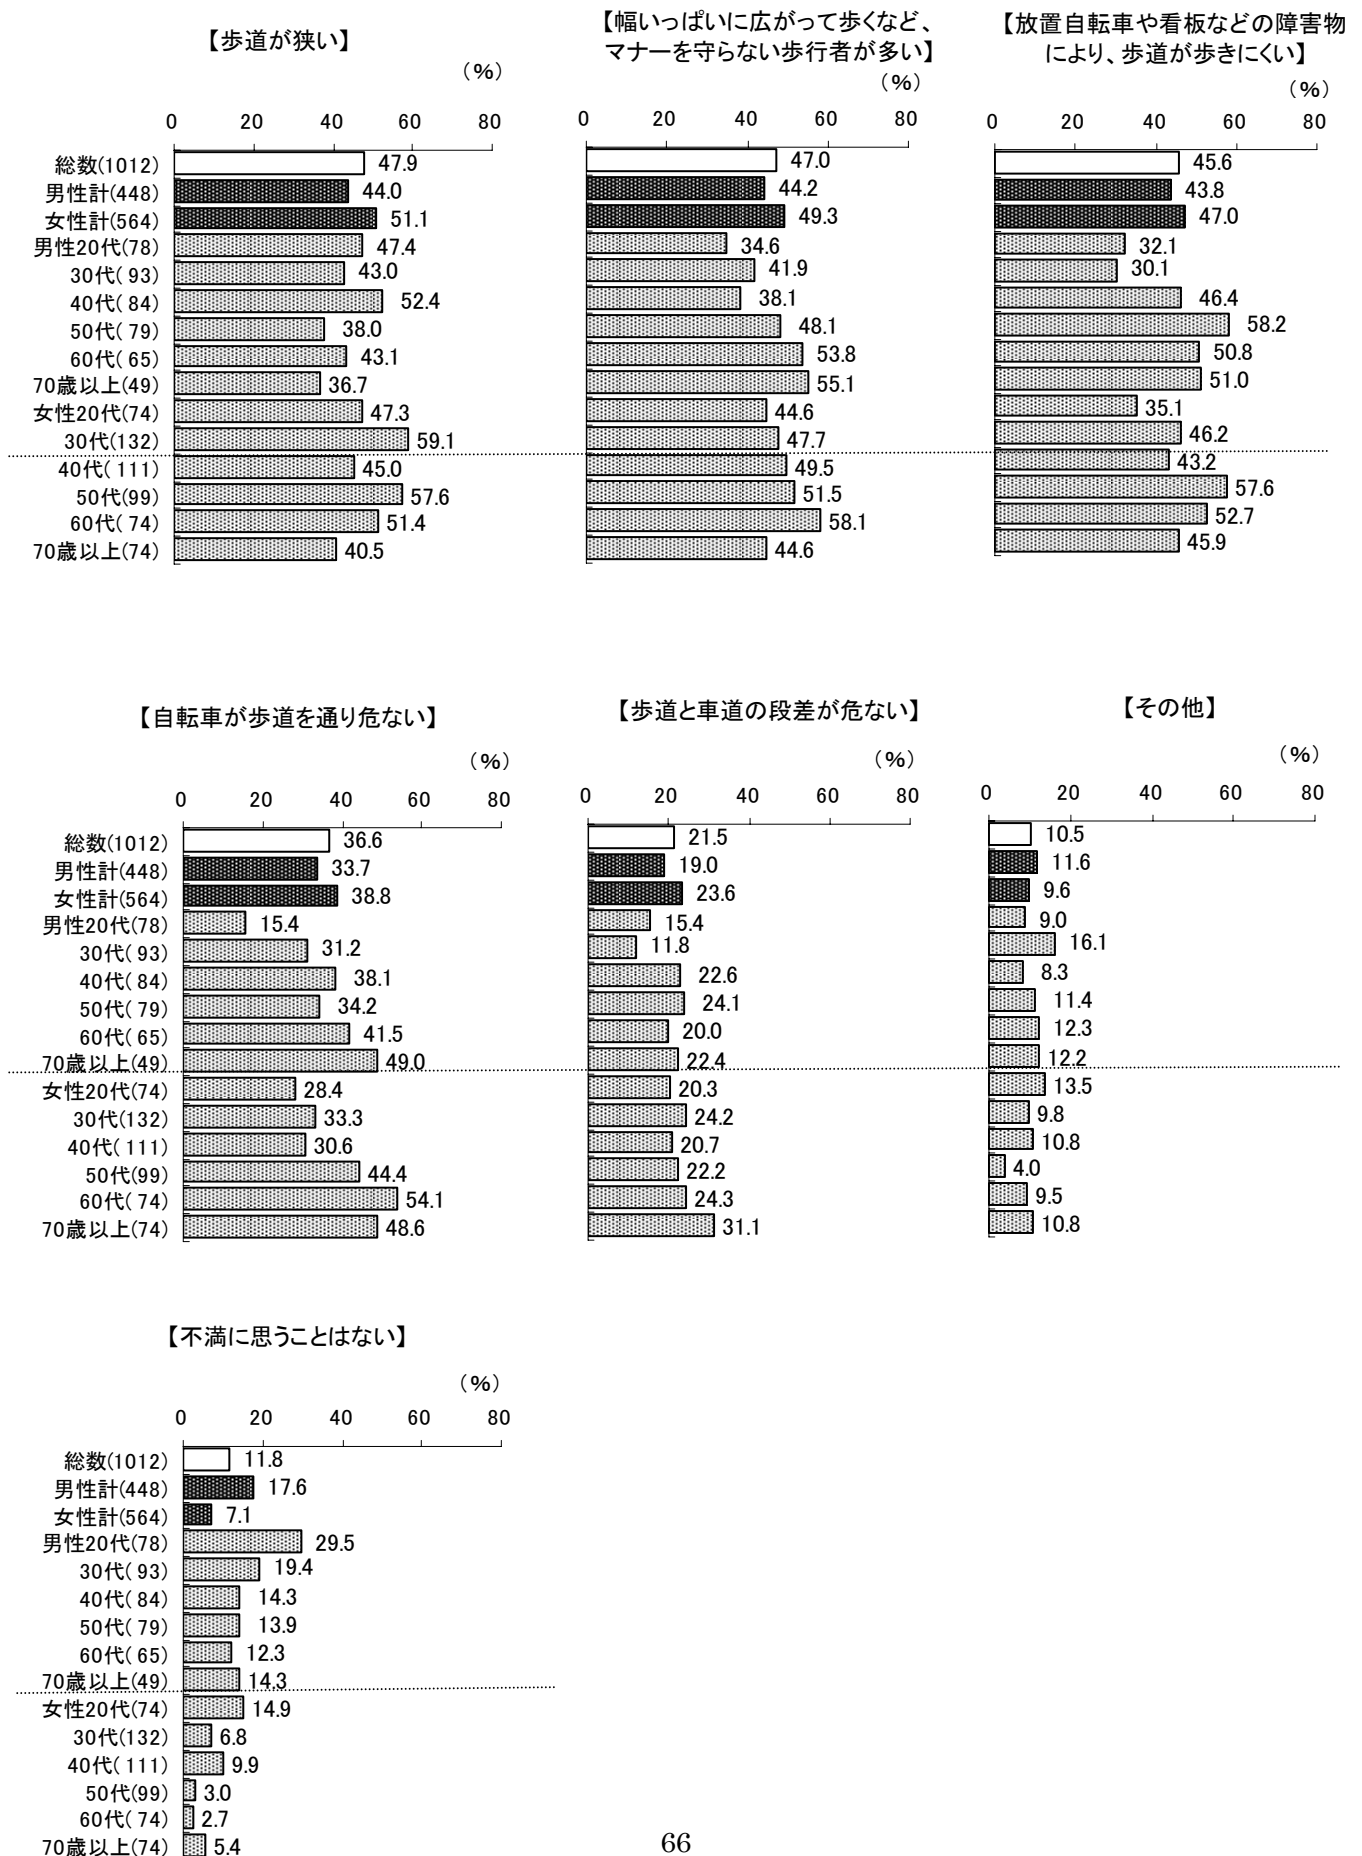 【歩道が狭い】
(%)
0 20 40 60 80
総数(1012) 47.9
男性計(448) 44.0
女性計(564) 51.1
男性20代(78) 47.4
30代( 93) 43.0
40代( 84) 52.4
50代( 79) 38.0
60代( 65) 43.1
70歳以上(49) 36.7
女性20代(74) 47.3
30代(132) 59.1
40代( 111) 45.0
50代(99) 57.6
60代( 74) 51.4
70歳以上(74) 40.5
【幅いっぱいに広がって歩くなど、
マナーを守らない歩行者が多い】
(%)
0 20 40 60 80
47.0
44.2
49.3
34.6
41.9
38.1
48.1
53.8
55.1
44.6
47.7
49.5
51.5
58.1
44.6
【放置自転車や看板などの障害物
により、歩道が歩きにくい】
(%)
0 20 40 60 80
45.6
43.8
47.0
32.1
30.1
46.4
58.2
50.8
51.0
35.1
46.2
43.2
57.6
52.7
45.9
【自転車が歩道を通り危ない】
(%)
0 20 40 60 80
総数(1012) 36.6
男性計(448) 33.7
女性計(564) 38.8
男性20代(78) 15.4
30代( 93) 31.2
40代( 84) 38.1
50代( 79) 34.2
60代( 65) 41.5
70歳以上(49) 49.0
女性20代(74) 28.4
30代(132) 33.3
40代( 111) 30.6
50代(99) 44.4
60代( 74) 54.1
70歳以上(74) 48.6
【歩道と車道の段差が危ない】
(%)
0 20 40 60 80
21.5
19.0
23.6
15.4
11.8
22.6
24.1
20.0
22.4
20.3
24.2
20.7
22.2
24.3
31.1
【その他】
(%)
0 20 40 60 80
10.5
11.6
9.6
9.0
16.1
8.3
11.4
12.3
12.2
13.5
9.8
10.8
4.0
9.5
10.8
【不満に思うことはない】
(%)
0 20 40 60 80
総数(1012) 11.8
男性計(448) 17.6
女性計(564) 7.1
男性20代(78) 29.5
30代( 93) 19.4
40代( 84) 14.3
50代( 79) 13.9
60代( 65) 12.3
70歳以上(49) 14.3
女性20代(74) 14.9
30代(132) 6.8
40代( 111) 9.9
50代(99) 3.0
60代( 74) 2.7
70歳以上(74) 5.4
66